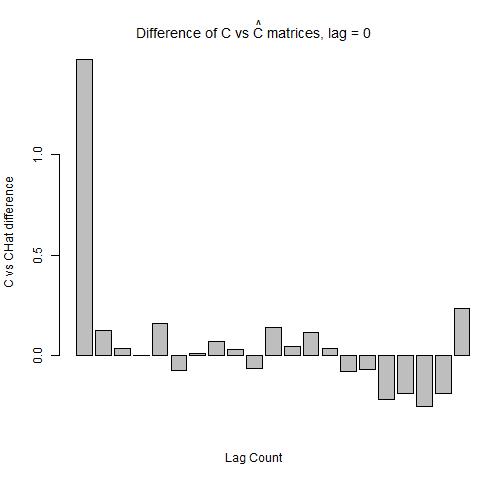 Difference of C vs Ĉ matrices, lag = 0
C vs CHat difference
1.0
0.5
0.0
Lag Count